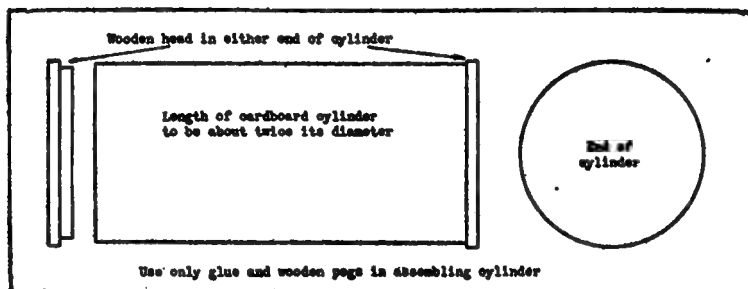 Wooden head in either end of cylinder
Length of cardboard cylinder
to be about twice its diameter
End of
cylinder
Use only glue and wooden pegs in assembling cylinder